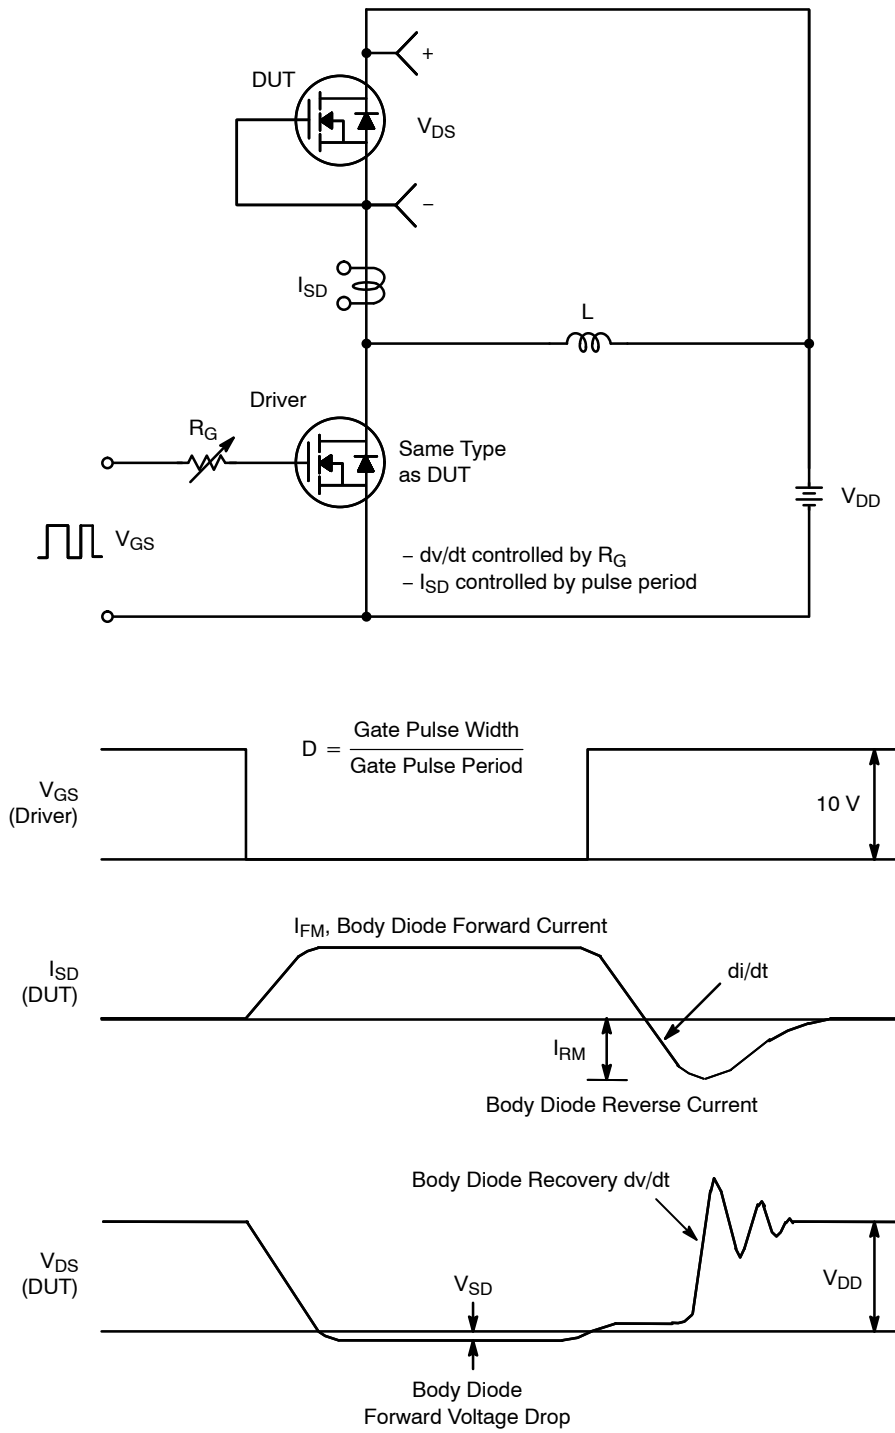 DUT
+
V_DS
−
I_SD
L
Driver
R_G
Same Type
as DUT
V_DD
V_GS
− dv/dt controlled by R_G
− I_SD controlled by pulse period
D = Gate Pulse Width
Gate Pulse Period
V_GS
(Driver)
10 V
I_FM, Body Diode Forward Current
I_SD
(DUT)
di/dt
I_RM
Body Diode Reverse Current
Body Diode Recovery dv/dt
V_DS
(DUT)
V_SD
V_DD
Body Diode
Forward Voltage Drop